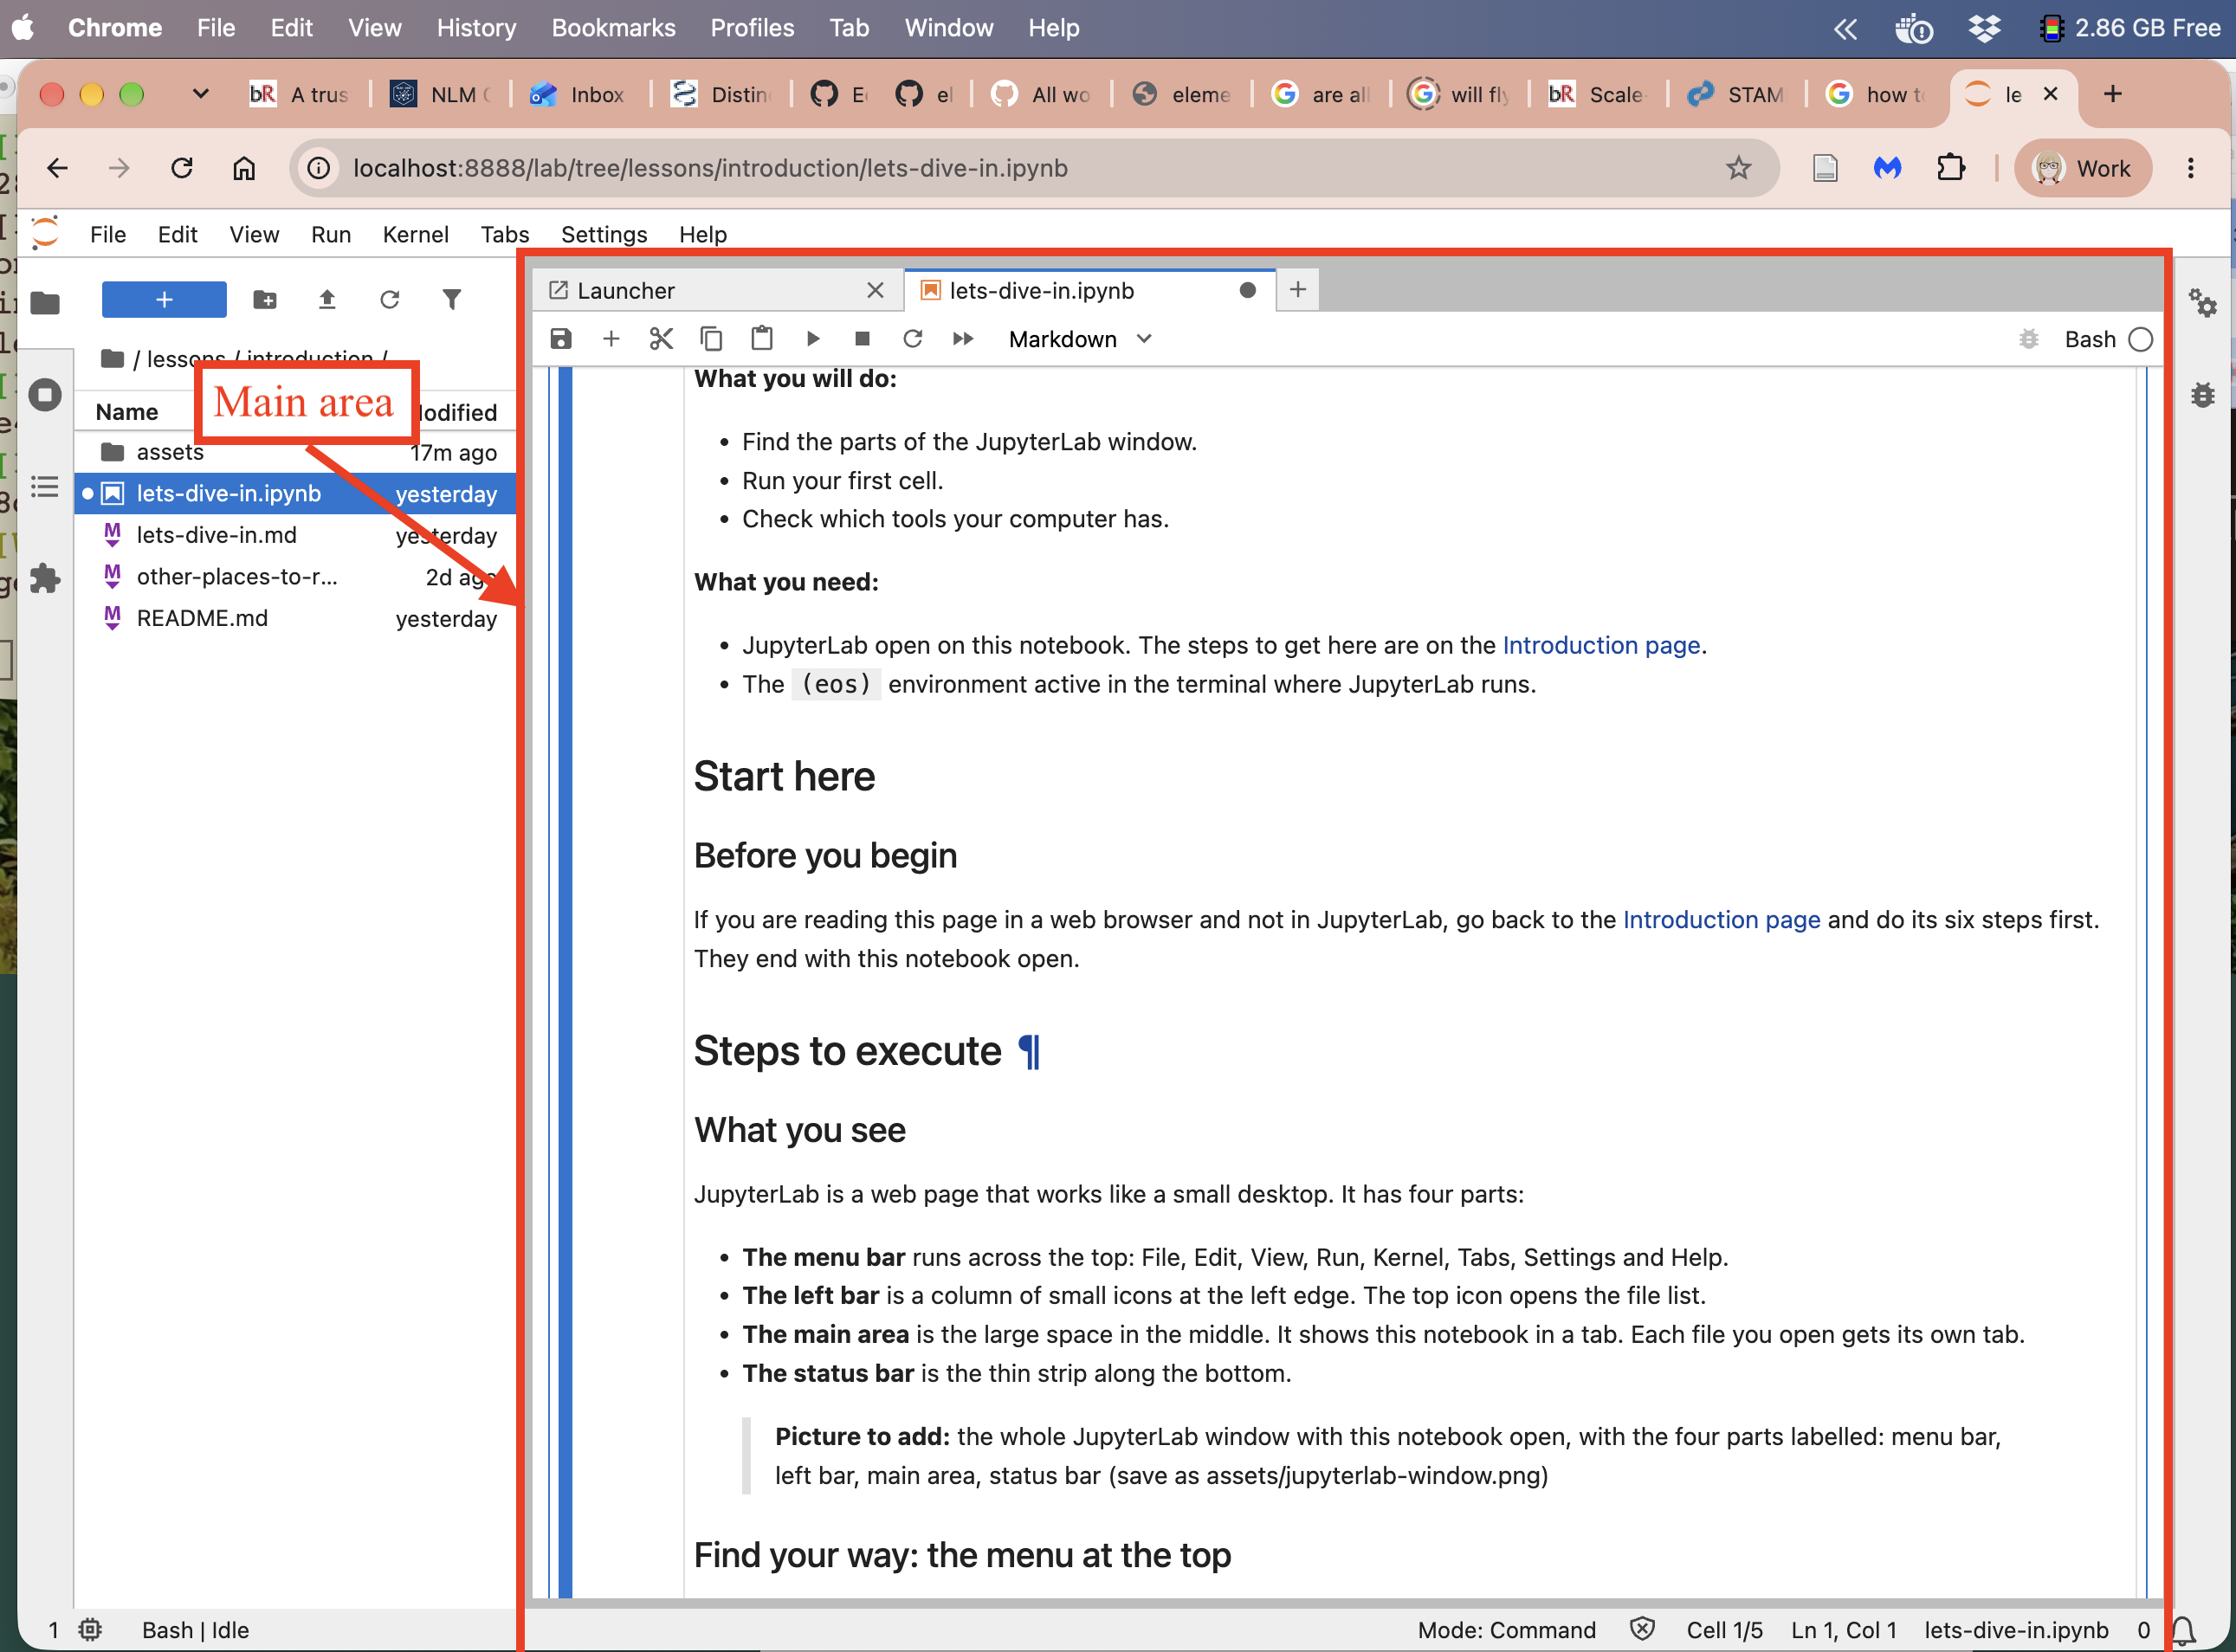 Chrome File Edit View History Bookmarks Profiles Tab Window Help 2.86 GB Free
A trus NLM Inbox Distin All wo eleme are all will fly Scale STAM how to le
localhost:8888/lab/tree/lessons/introduction/lets-dive-in.ipynb Work
File Edit View Run Kernel Tabs Settings Help
Launcher lets-dive-in.ipynb
Markdown Bash
/ lessons / introduction /
Main area
Name
assets 17m ago
lets-dive-in.ipynb yesterday
lets-dive-in.md yesterday
other-places-to-r... 2d ago
README.md yesterday
What you will do:
• Find the parts of the JupyterLab window.
• Run your first cell.
• Check which tools your computer has.
What you need:
• JupyterLab open on this notebook. The steps to get here are on the Introduction page.
• The (eos) environment active in the terminal where JupyterLab runs.
Start here
Before you begin
If you are reading this page in a web browser and not in JupyterLab, go back to the Introduction page and do its six steps first.
They end with this notebook open.
Steps to execute ¶
What you see
JupyterLab is a web page that works like a small desktop. It has four parts:
• The menu bar runs across the top: File, Edit, View, Run, Kernel, Tabs, Settings and Help.
• The left bar is a column of small icons at the left edge. The top icon opens the file list.
• The main area is the large space in the middle. It shows this notebook in a tab. Each file you open gets its own tab.
• The status bar is the thin strip along the bottom.
Picture to add: the whole JupyterLab window with this notebook open, with the four parts labelled: menu bar,
left bar, main area, status bar (save as assets/jupyterlab-window.png)
Find your way: the menu at the top
1 Bash | Idle Mode: Command Cell 1/5 Ln 1, Col 1 lets-dive-in.ipynb 0